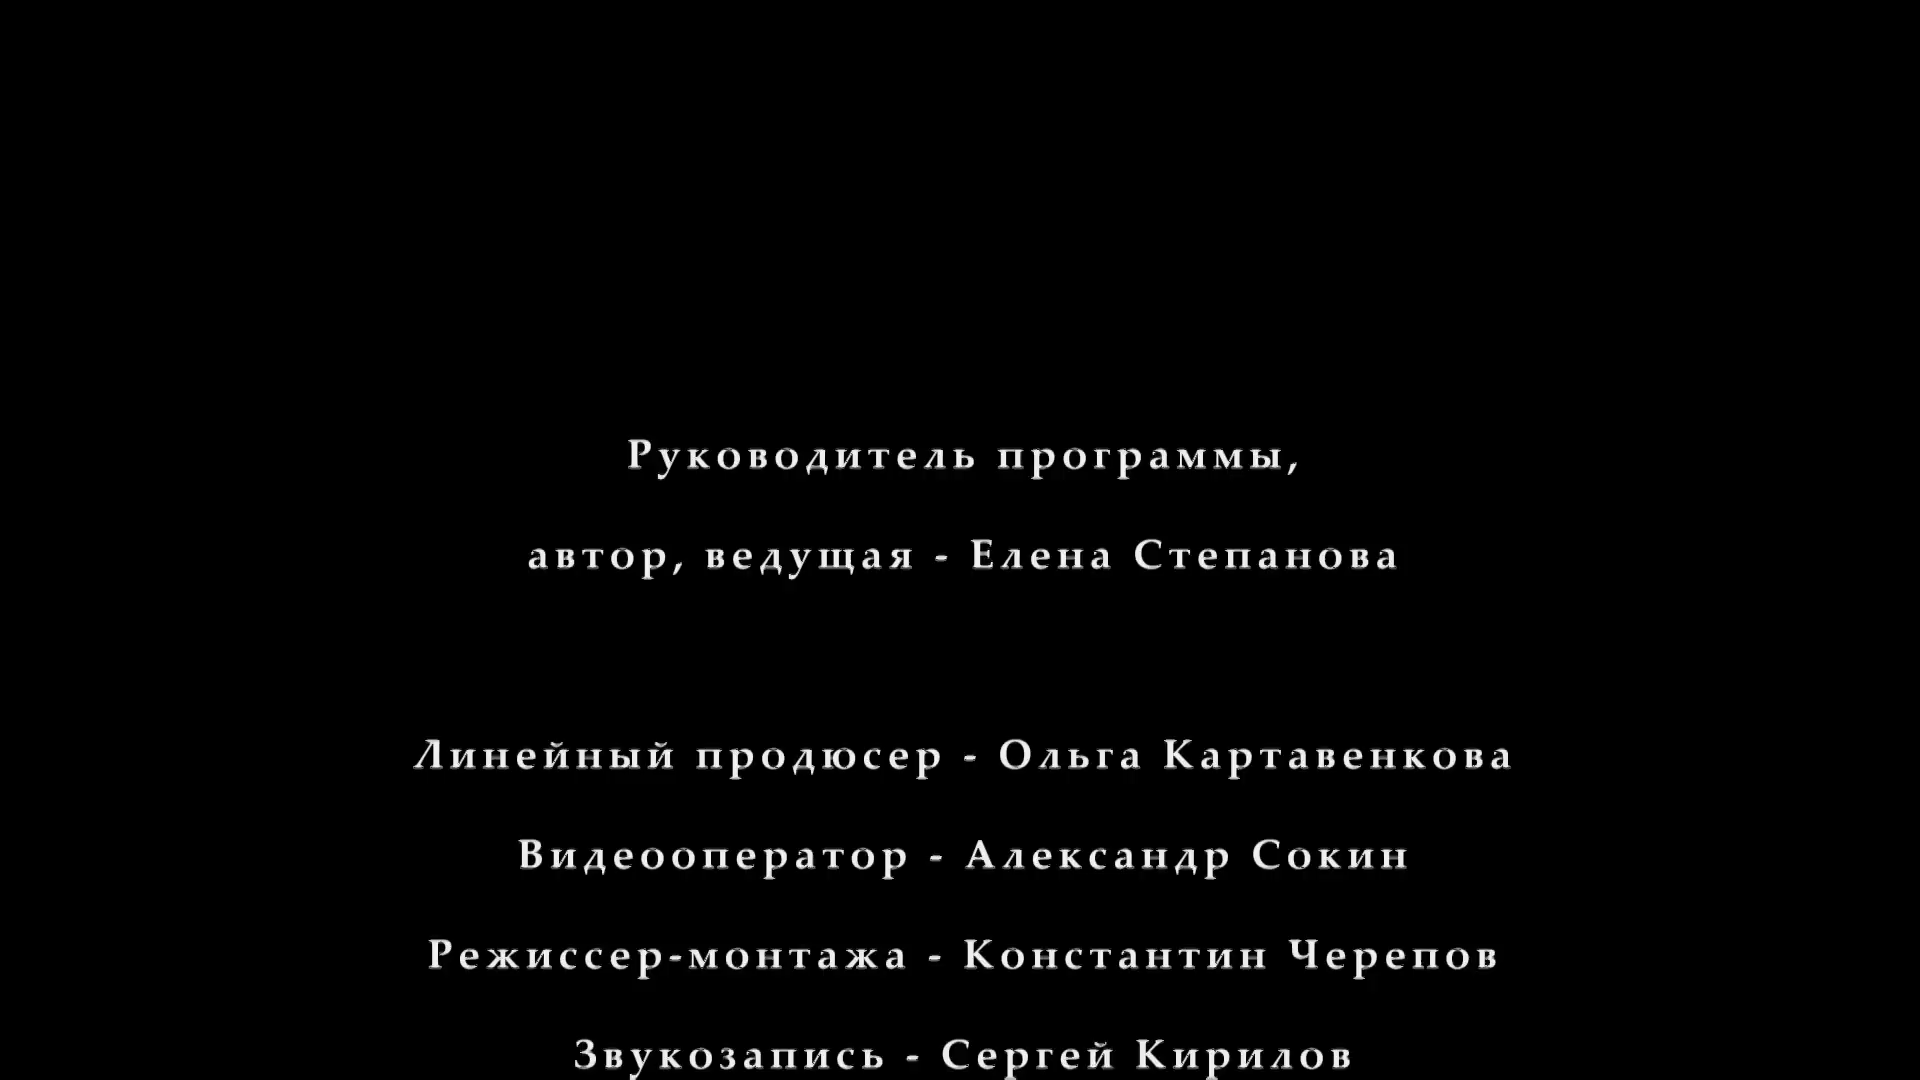 Руководитель программы,
автор, ведущая - Елена Степанова
Линейный продюсер - Ольга Картавенкова
Видеооператор - Александр Сокин
Режиссер-монтажа - Константин Черепов
Звукозапись - Сергей Кирилов